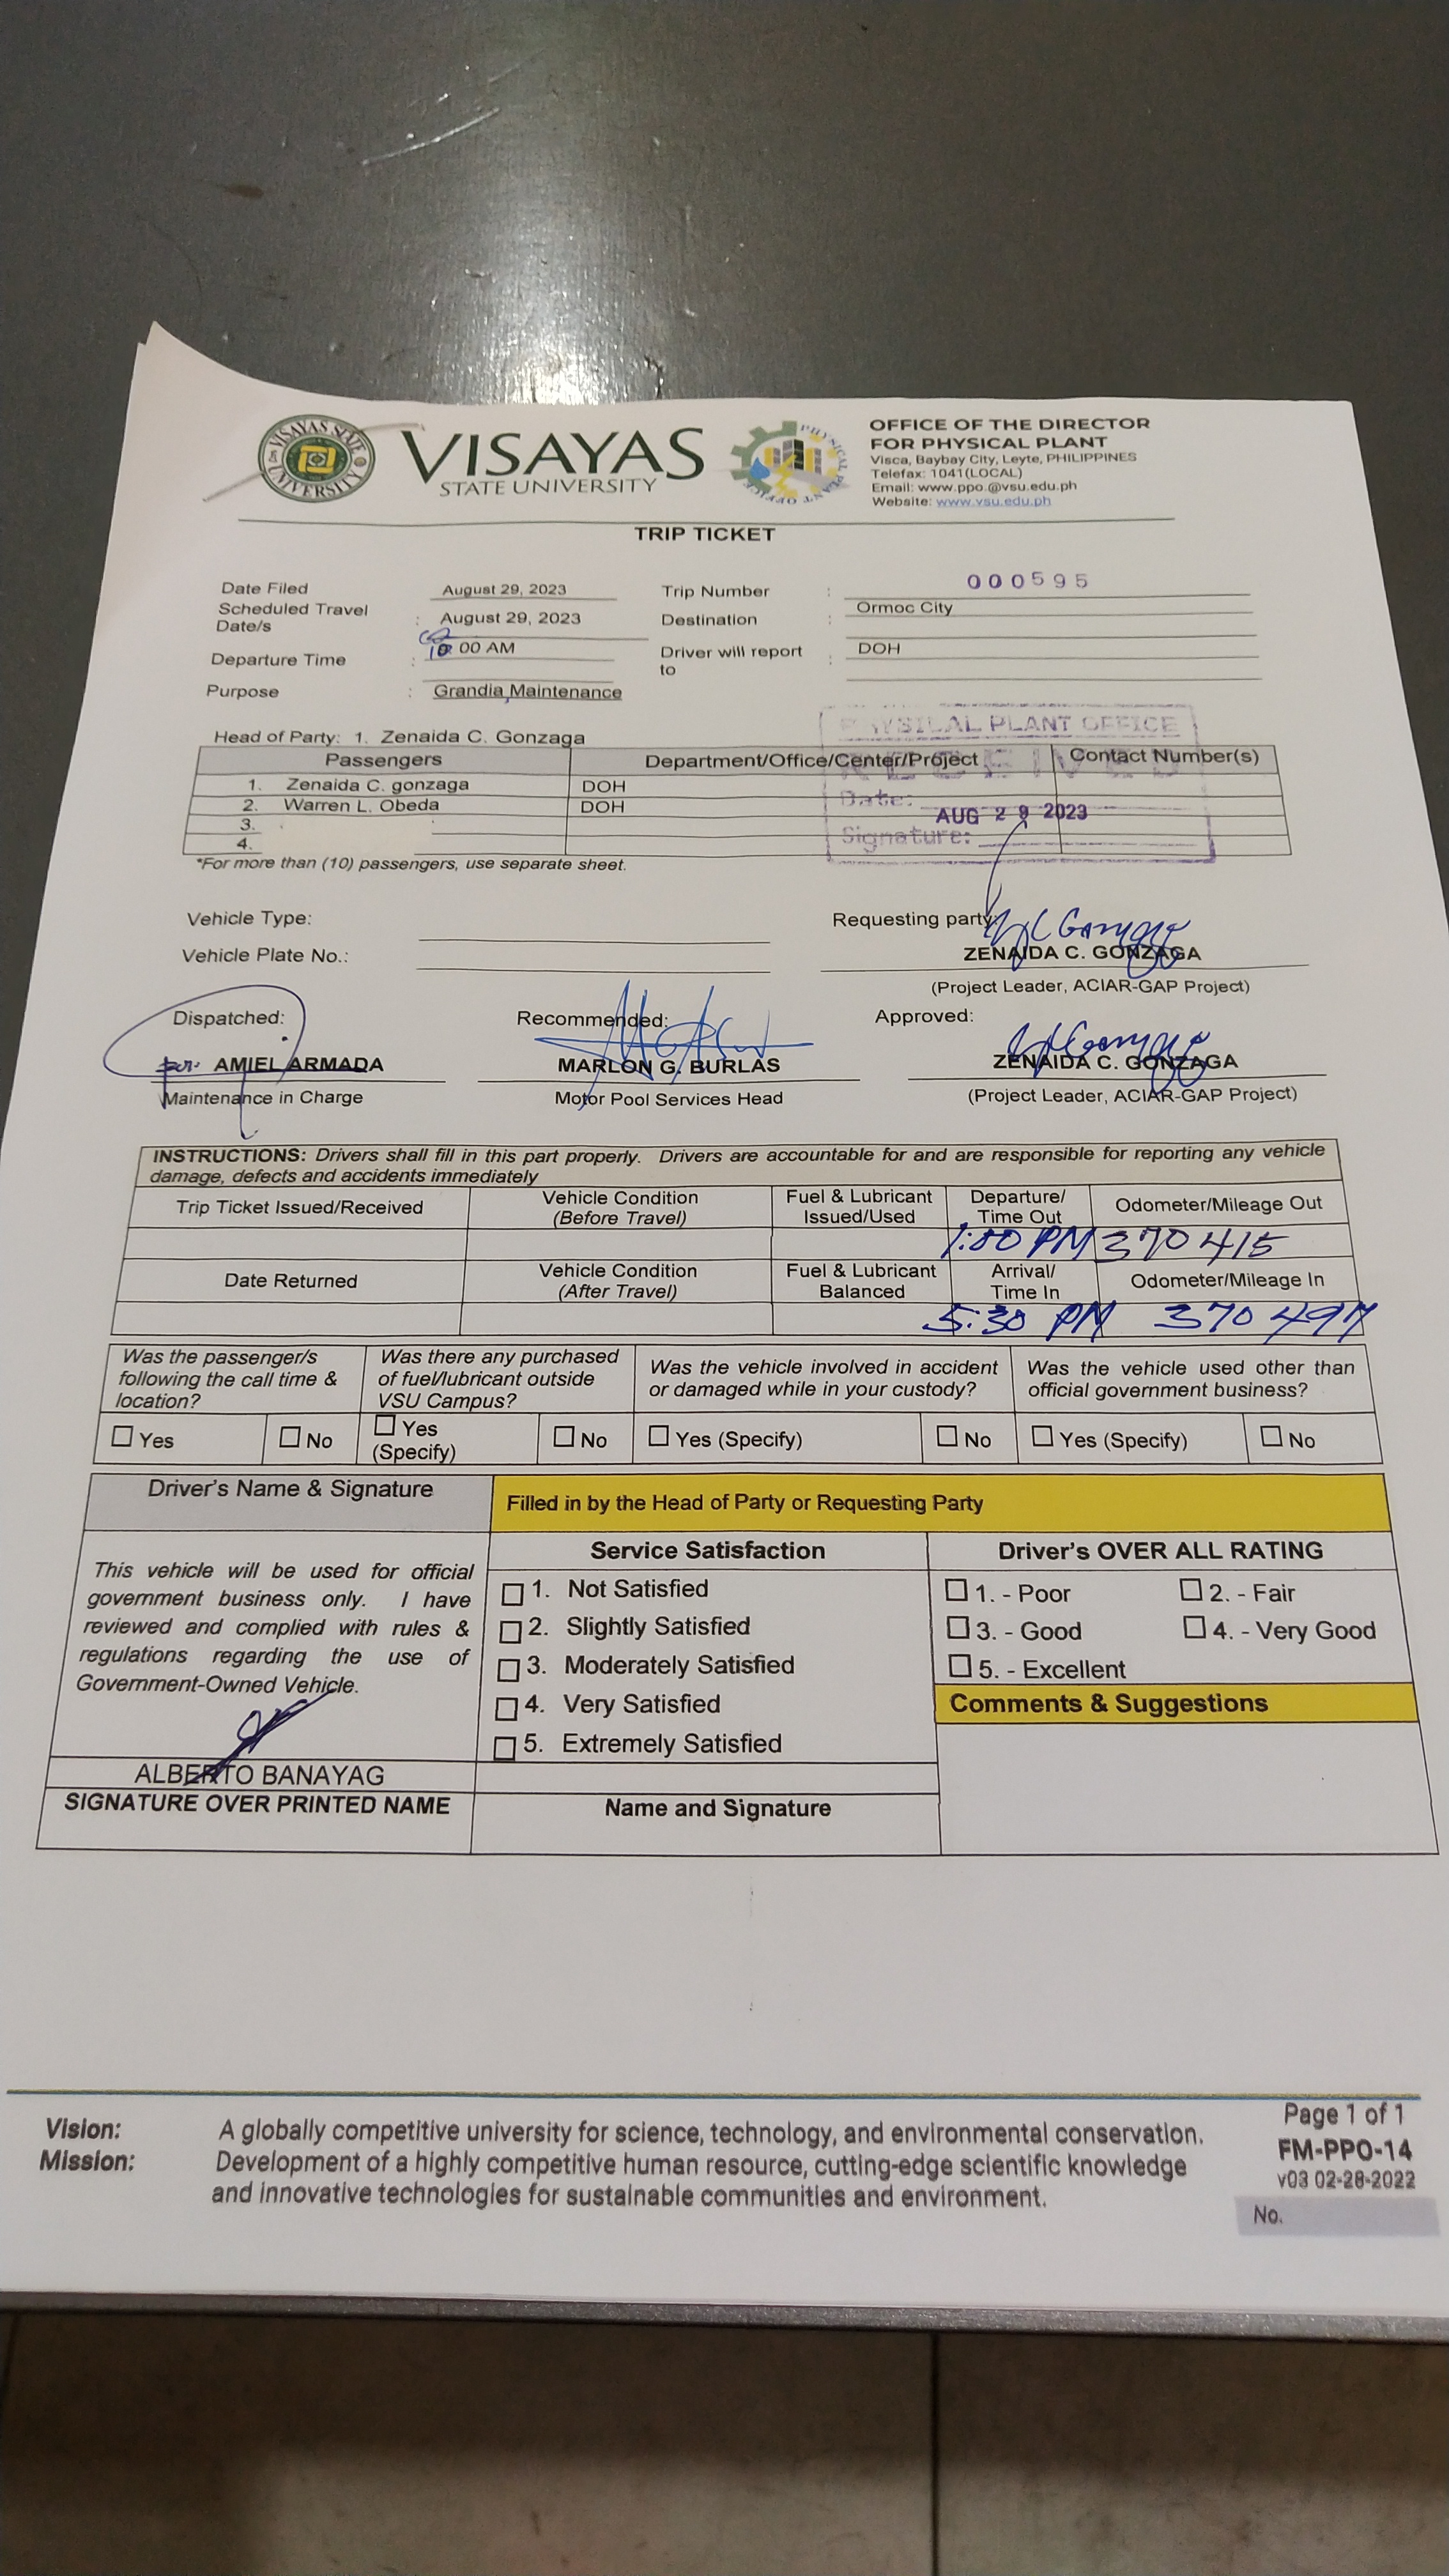 VISAYAS STATE UNIVERSITY
VISAYAS
STATE UNIVERSITY
PHYSICAL PLANT OFFICE
OFFICE OF THE DIRECTOR
FOR PHYSICAL PLANT
Visca, Baybay City, Leyte, PHILIPPINES
Telefax: 1041(LOCAL)
Email: www.ppo.@vsu.edu.ph
Website: www.vsu.edu.ph
TRIP TICKET
Date Filed August 29, 2023 Trip Number : 000595
Scheduled Travel Date/s : August 29, 2023 Destination : Ormoc City
Departure Time : 00 AM Driver will report to : DOH
Purpose : Grandia Maintenance
Head of Party: 1. Zenaida C. Gonzaga
PHYSICAL PLANT OFFICE
RECEIVED
Date: AUG 29 2023
Signature:
Passengers Department/Office/Center/Project Contact Number(s)
1. Zenaida C. gonzaga DOH
2. Warren L. Obeda DOH
3.
4.
*For more than (10) passengers, use separate sheet.
Vehicle Type: Requesting party:
Vehicle Plate No.: ZENAIDA C. GONZAGA
(Project Leader, ACIAR-GAP Project)
Dispatched: Recommended: Approved:
for: AMIEL ARMADA MARLON G. BURLAS ZENAIDA C. GONZAGA
Maintenance in Charge Motor Pool Services Head (Project Leader, ACIAR-GAP Project)
INSTRUCTIONS: Drivers shall fill in this part properly. Drivers are accountable for and are responsible for reporting any vehicle
damage, defects and accidents immediately
Trip Ticket Issued/Received Vehicle Condition (Before Travel) Fuel & Lubricant Issued/Used Departure/ Time Out Odometer/Mileage Out
1:00 PM 370415
Date Returned Vehicle Condition (After Travel) Fuel & Lubricant Balanced Arrival/ Time In Odometer/Mileage In
5:30 PM 370497
Was the passenger/s following the call time & location? Was there any purchased of fuel/lubricant outside VSU Campus? Was the vehicle involved in accident or damaged while in your custody? Was the vehicle used other than official government business?
Yes No Yes (Specify) No Yes (Specify) No Yes (Specify) No
Driver's Name & Signature Filled in by the Head of Party or Requesting Party
This vehicle will be used for official
government business only. I have
reviewed and complied with rules &
regulations regarding the use of
Government-Owned Vehicle.
ALBERTO BANAYAG
SIGNATURE OVER PRINTED NAME
Service Satisfaction
1. Not Satisfied
2. Slightly Satisfied
3. Moderately Satisfied
4. Very Satisfied
5. Extremely Satisfied
Name and Signature
Driver's OVER ALL RATING
1. - Poor 2. - Fair
3. - Good 4. - Very Good
5. - Excellent
Comments & Suggestions
Vision: A globally competitive university for science, technology, and environmental conservation.
Mission: Development of a highly competitive human resource, cutting-edge scientific knowledge
and innovative technologies for sustainable communities and environment.
Page 1 of 1
FM-PPO-14
v03 02-28-2022
No.